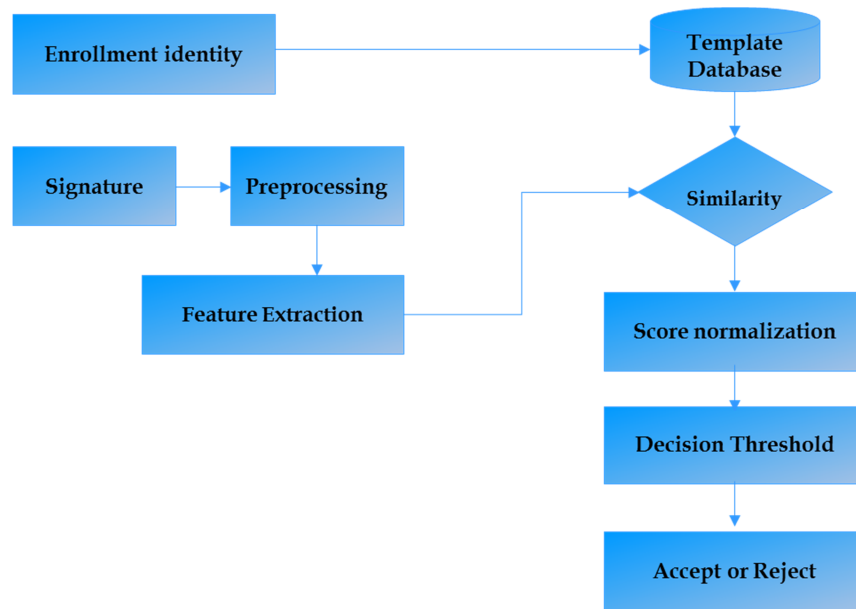 Enrollment identity
Template
Database
Signature
Preprocessing
Similarity
Feature Extraction
Score normalization
Decision Threshold
Accept or Reject